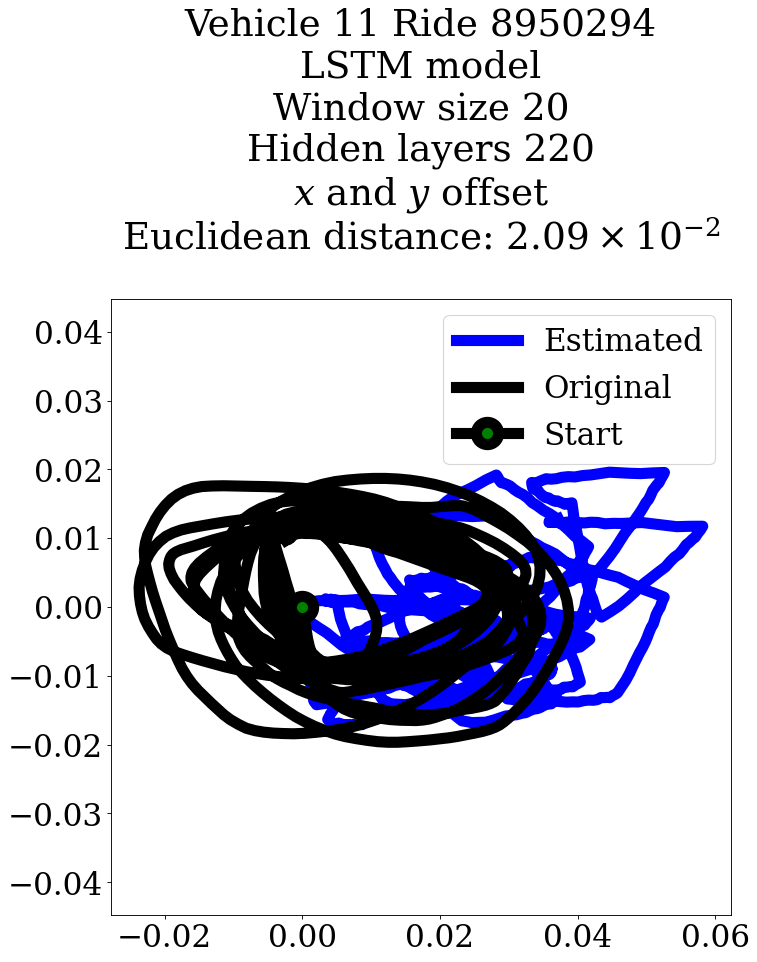 Vehicle 11 Ride 8950294
LSTM model
Window size 20
Hidden layers 220
x and y offset
Euclidean distance: 2.09 × 10⁻²
Estimated
Original
Start
0.04
0.03
0.02
0.01
0.00
−0.01
−0.02
−0.03
−0.04
−0.02 0.00 0.02 0.04 0.06